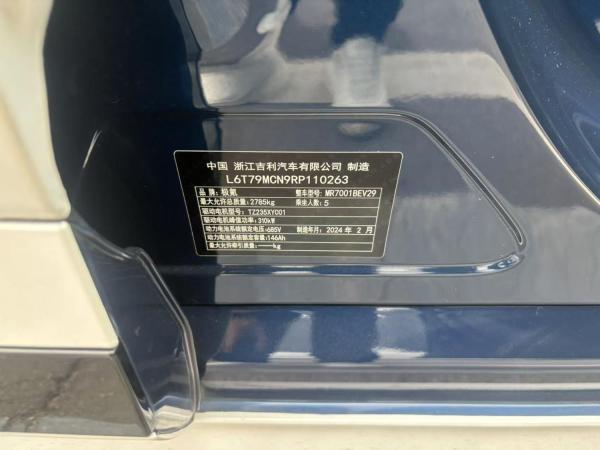 中国 浙江吉利汽车有限公司 制造
L6T79MCN9RP110263
品牌：极氪 整车型号：MR7001BEV29
最大允许总质量：2785kg 乘坐人数：5
驱动电机型号：TZ235XY001
驱动电机峰值功率：310kW
动力电池系统额定电压：685V 制造年月：2024 年 2 月
动力电池系统额定容量：146Ah
最大允许牵引质量：——kg